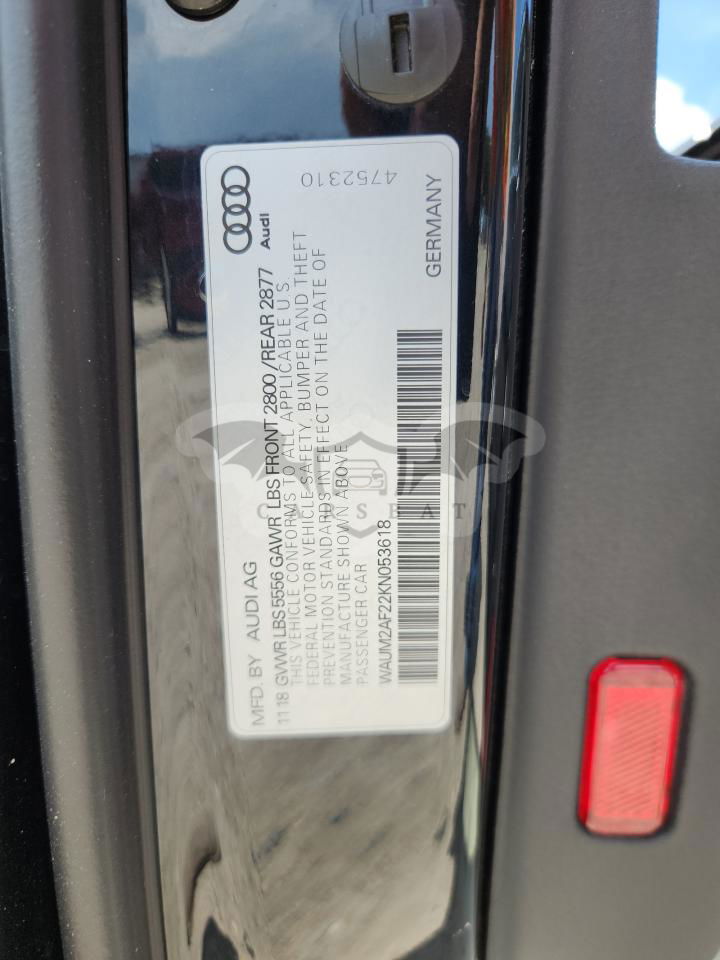 Audi
4752310
MFD. BY AUDI AG
11 18 GVWR LBS 5556 GAWR LBS FRONT 2800/REAR 2877
THIS VEHICLE CONFORMS TO ALL APPLICABLE U S.
FEDERAL MOTOR VEHICLE SAFETY, BUMPER AND THEFT
PREVENTION STANDARDS IN EFFECT ON THE DATE OF
MANUFACTURE SHOWN ABOVE
PASSENGER CAR
WAUM2AF22KN053618
GERMANY
CARSBAT